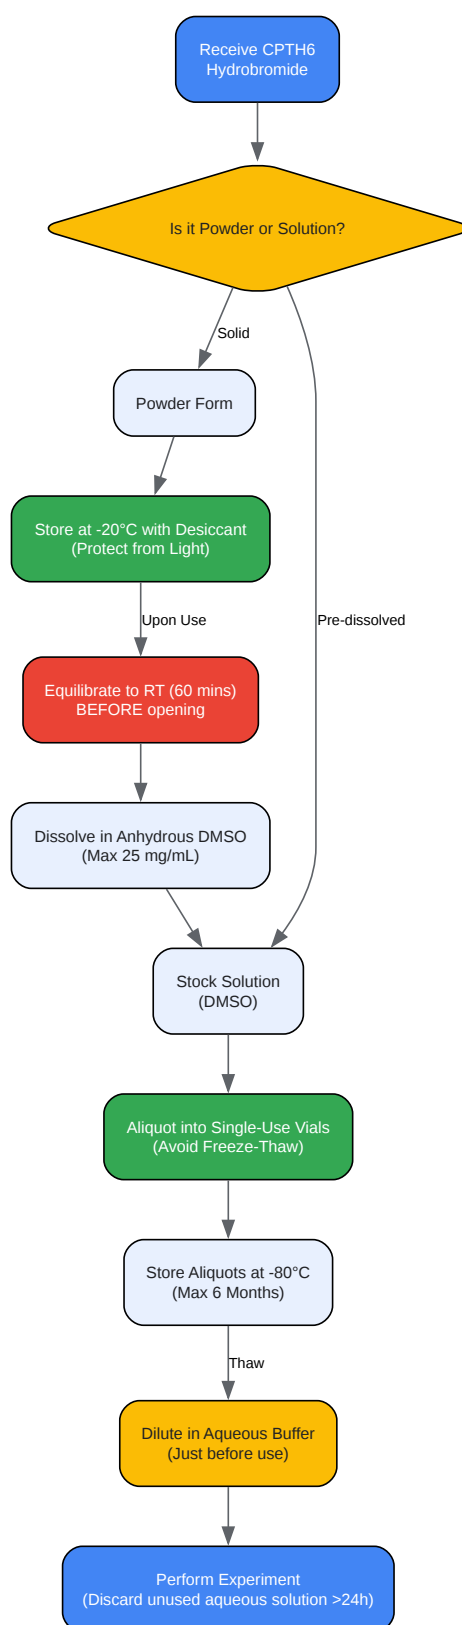 Receive CPTH6
Hydrobromide
Is it Powder or Solution?
Solid
Powder Form
Store at -20°C with Desiccant
(Protect from Light)
Upon Use
Pre-dissolved
Equilibrate to RT (60 mins)
BEFORE opening
Dissolve in Anhydrous DMSO
(Max 25 mg/mL)
Stock Solution
(DMSO)
Aliquot into Single-Use Vials
(Avoid Freeze-Thaw)
Store Aliquots at -80°C
(Max 6 Months)
Thaw
Dilute in Aqueous Buffer
(Just before use)
Perform Experiment
(Discard unused aqueous solution >24h)